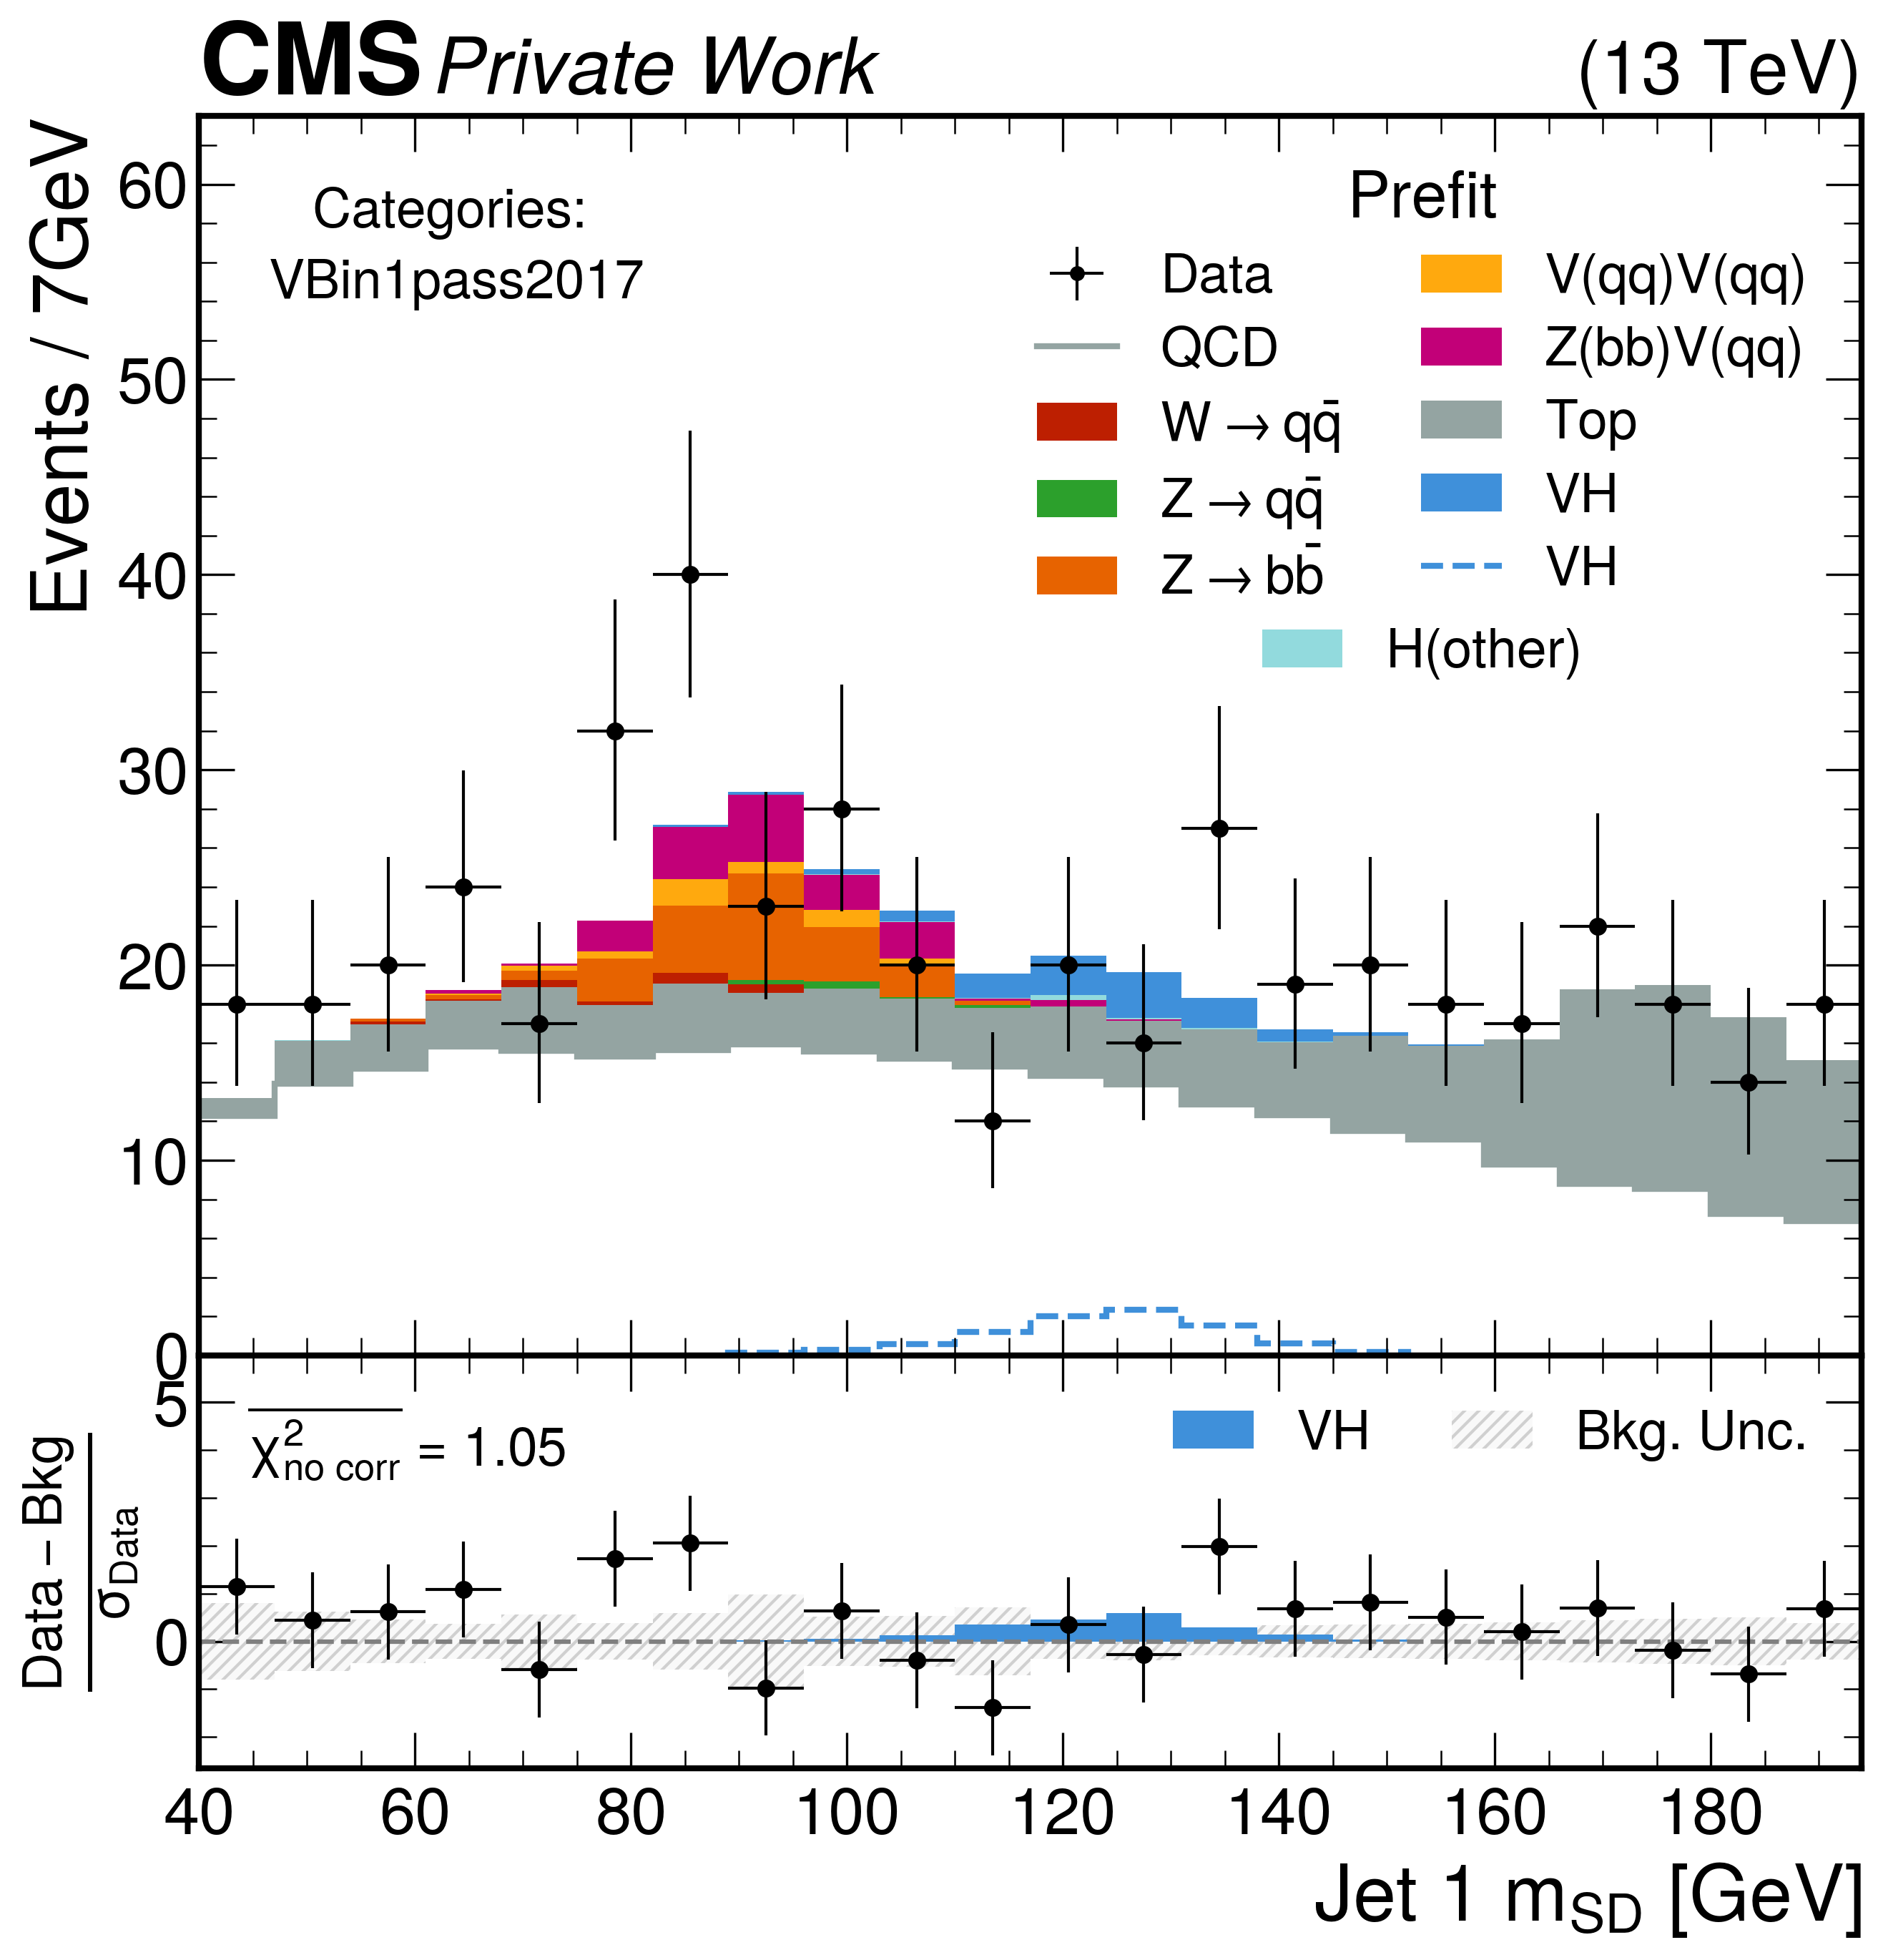 CMS Private Work (13 TeV)
Events / 7GeV
60
50
40
30
20
10
0
Categories:
VBin1pass2017
Prefit
Data
QCD
W → qq̄
Z → qq̄
Z → bb̄
V(qq)V(qq)
Z(bb)V(qq)
Top
VH
VH
H(other)
Data – Bkg
σData
5
0
χ²no corr = 1.05
VH
Bkg. Unc.
40 60 80 100 120 140 160 180
Jet 1 mSD [GeV]